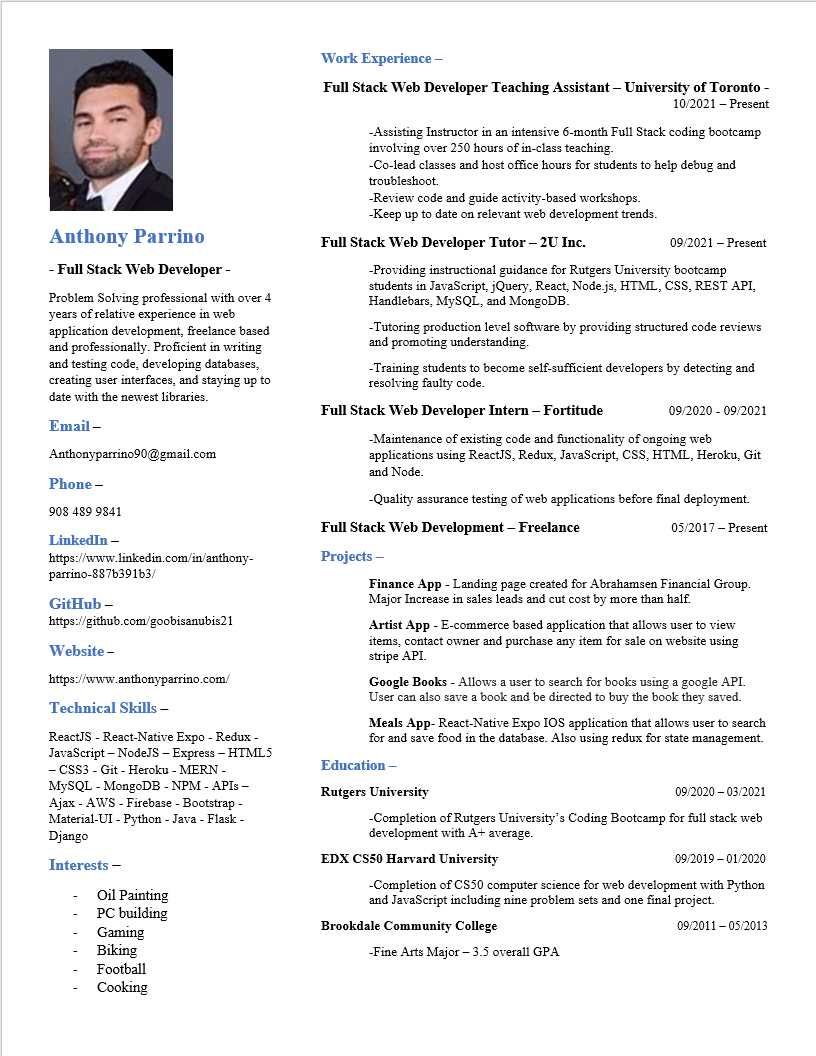 Anthony Parrino
- Full Stack Web Developer -
Problem Solving professional with over 4
years of relative experience in web
application development, freelance based
and professionally. Proficient in writing
and testing code, developing databases,
creating user interfaces, and staying up to
date with the newest libraries.
Email –
Anthonyparrino90@gmail.com
Phone –
908 489 9841
LinkedIn –
https://www.linkedin.com/in/anthony-
parrino-887b391b3/
GitHub –
https://github.com/goobisanubis21
Website –
https://www.anthonyparrino.com/
Technical Skills –
ReactJS - React-Native Expo - Redux -
JavaScript – NodeJS – Express – HTML5
– CSS3 - Git - Heroku - MERN -
MySQL - MongoDB - NPM - APIs –
Ajax - AWS - Firebase - Bootstrap -
Material-UI - Python - Java - Flask -
Django
Interests –
- Oil Painting
- PC building
- Gaming
- Biking
- Football
- Cooking
Work Experience –
Full Stack Web Developer Teaching Assistant – University of Toronto -
10/2021 – Present
-Assisting Instructor in an intensive 6-month Full Stack coding bootcamp
involving over 250 hours of in-class teaching.
-Co-lead classes and host office hours for students to help debug and
troubleshoot.
-Review code and guide activity-based workshops.
-Keep up to date on relevant web development trends.
Full Stack Web Developer Tutor – 2U Inc. 09/2021 – Present
-Providing instructional guidance for Rutgers University bootcamp
students in JavaScript, jQuery, React, Node.js, HTML, CSS, REST API,
Handlebars, MySQL, and MongoDB.
-Tutoring production level software by providing structured code reviews
and promoting understanding.
-Training students to become self-sufficient developers by detecting and
resolving faulty code.
Full Stack Web Developer Intern – Fortitude 09/2020 - 09/2021
-Maintenance of existing code and functionality of ongoing web
applications using ReactJS, Redux, JavaScript, CSS, HTML, Heroku, Git
and Node.
-Quality assurance testing of web applications before final deployment.
Full Stack Web Development – Freelance 05/2017 – Present
Projects –
Finance App - Landing page created for Abrahamsen Financial Group.
Major Increase in sales leads and cut cost by more than half.
Artist App - E-commerce based application that allows user to view
items, contact owner and purchase any item for sale on website using
stripe API.
Google Books - Allows a user to search for books using a google API.
User can also save a book and be directed to buy the book they saved.
Meals App- React-Native Expo IOS application that allows user to search
for and save food in the database. Also using redux for state management.
Education –
Rutgers University 09/2020 – 03/2021
-Completion of Rutgers University’s Coding Bootcamp for full stack web
development with A+ average.
EDX CS50 Harvard University 09/2019 – 01/2020
-Completion of CS50 computer science for web development with Python
and JavaScript including nine problem sets and one final project.
Brookdale Community College 09/2011 – 05/2013
-Fine Arts Major – 3.5 overall GPA